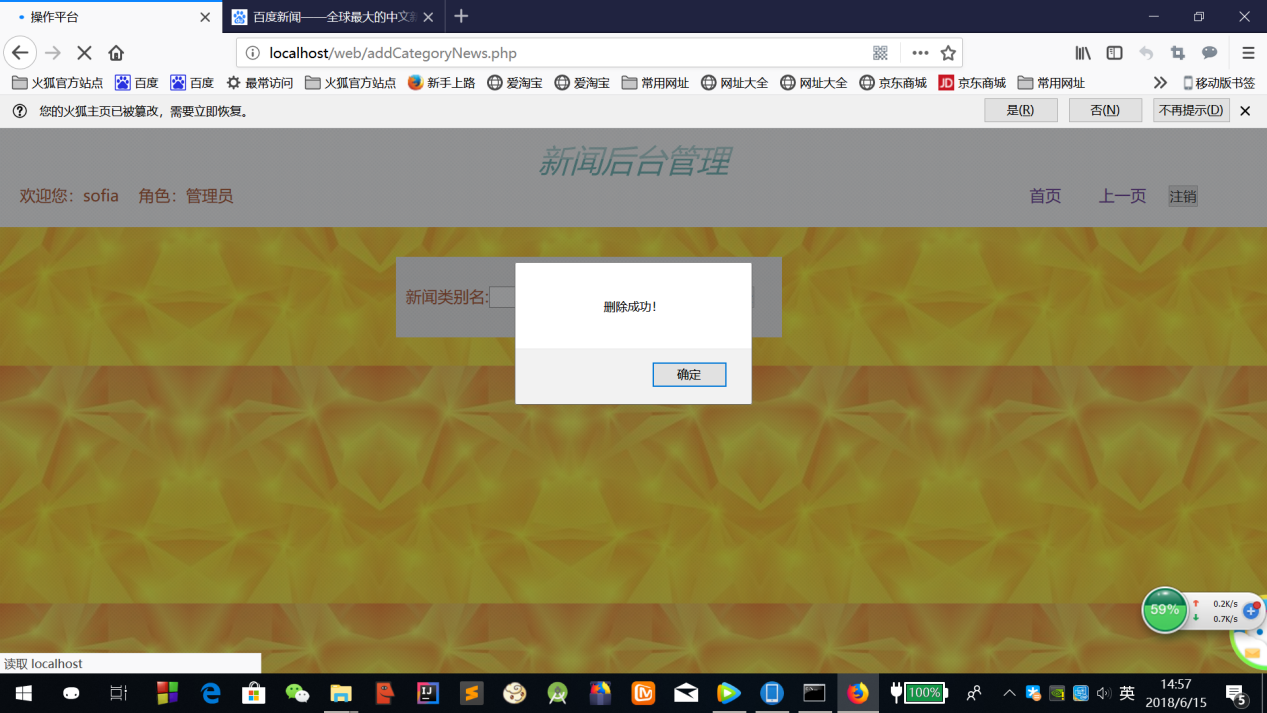 操作平台
百度新闻——全球最大的中文新
localhost/web/addCategoryNews.php
火狐官方站点 百度 百度 最常访问 火狐官方站点 新手上路 爱淘宝 爱淘宝 常用网址 网址大全 网址大全 京东商城 JD 京东商城 常用网址 移动版书签
您的火狐主页已被篡改，需要立即恢复。 是(R) 否(N) 不再提示(D)
新闻后台管理
欢迎您：sofia 角色：管理员 首页 上一页 注销
新闻类别名:
删除成功！
确定
59% 0.2K/s
0.7K/s
读取 localhost
100% 英 14:57
2018/6/15
5